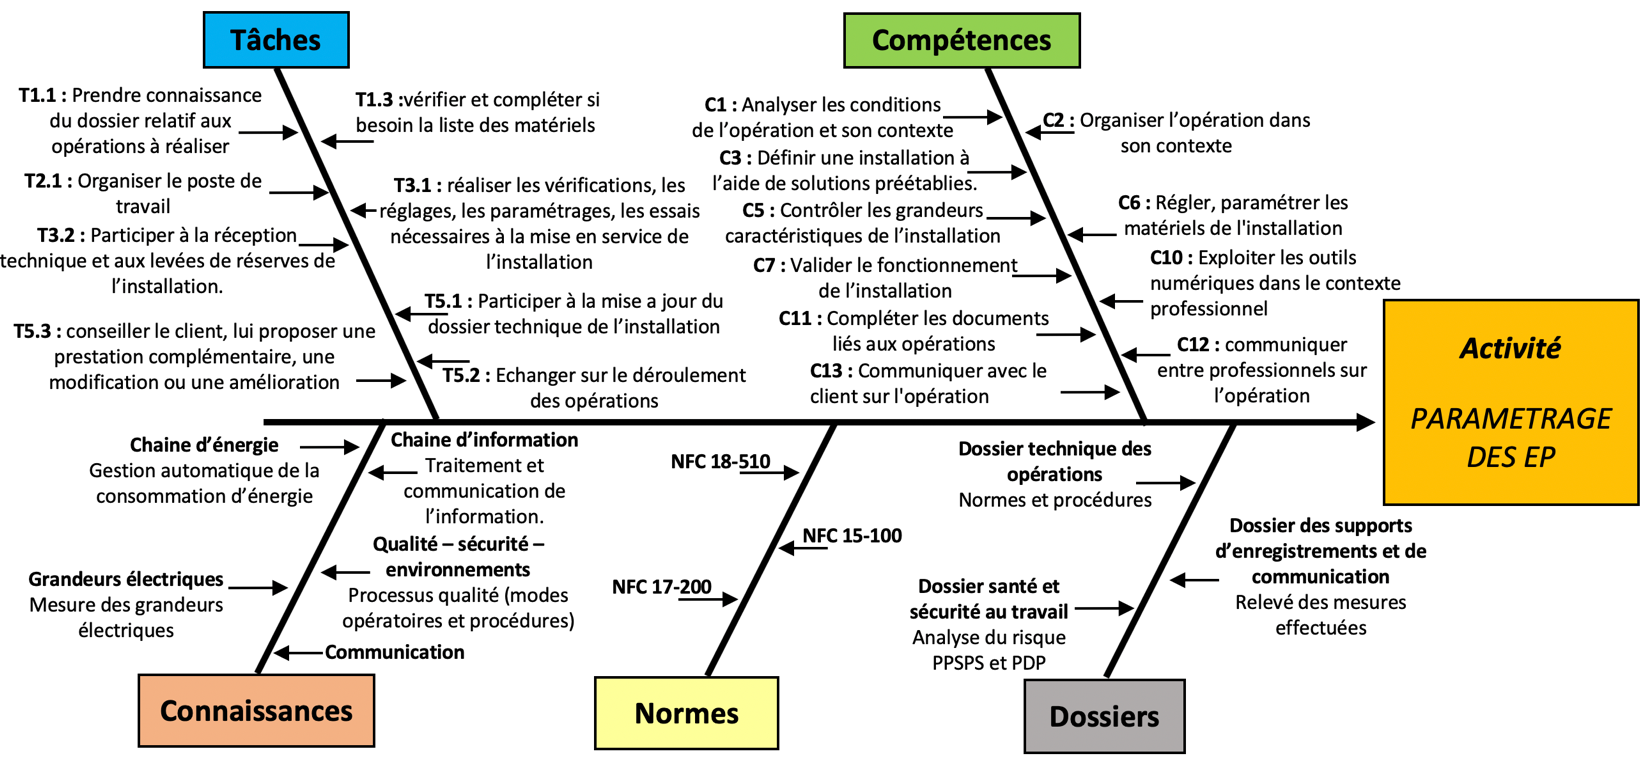 Tâches
T1.1 : Prendre connaissance
du dossier relatif aux
opérations à réaliser
T1.3 :vérifier et compléter si
besoin la liste des matériels
T2.1 : Organiser le poste de
travail
T3.1 : réaliser les vérifications, les
réglages, les paramétrages, les essais
nécessaires à la mise en service de
l’installation
T3.2 : Participer à la réception
technique et aux levées de réserves de
l’installation.
T5.1 : Participer à la mise a jour du
dossier technique de l’installation
T5.3 : conseiller le client, lui proposer une
prestation complémentaire, une
modification ou une amélioration
T5.2 : Echanger sur le déroulement
des opérations
Compétences
C1 : Analyser les conditions
de l’opération et son contexte
C2 : Organiser l’opération dans
son contexte
C3 : Définir une installation à
l’aide de solutions préétablies.
C5 : Contrôler les grandeurs
caractéristiques de l’installation
C6 : Régler, paramétrer les
matériels de l'installation
C7 : Valider le fonctionnement
de l’installation
C10 : Exploiter les outils
numériques dans le contexte
professionnel
C11 : Compléter les documents
liés aux opérations
C12 : communiquer
entre professionnels sur
l’opération
C13 : Communiquer avec le
client sur l'opération
Activité
PARAMETRAGE
DES EP
Chaine d’énergie
Gestion automatique de la
consommation d’énergie
Chaine d’information
Traitement et
communication de
l’information.
Qualité – sécurité –
environnements
Processus qualité (modes
opératoires et procédures)
Grandeurs électriques
Mesure des grandeurs
électriques
Communication
Connaissances
NFC 18-510
NFC 15-100
NFC 17-200
Normes
Dossier technique des
opérations
Normes et procédures
Dossier des supports
d’enregistrements et de
communication
Relevé des mesures
effectuées
Dossier santé et
sécurité au travail
Analyse du risque
PPSPS et PDP
Dossiers